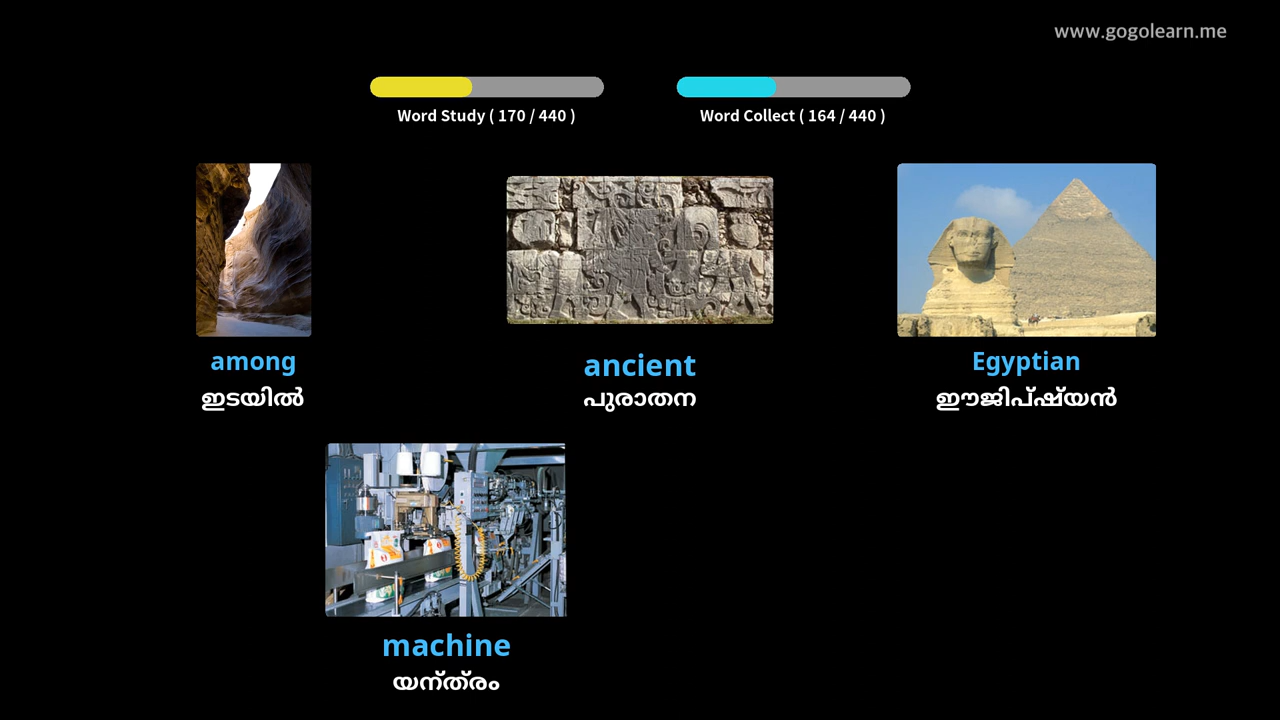 www.gogolearn.me
Word Study ( 170 / 440 )
Word Collect ( 164 / 440 )
among
ഇടയിൽ
ancient
പുരാതന
Egyptian
ഈജിപ്ഷ്യൻ
machine
യന്ത്രം